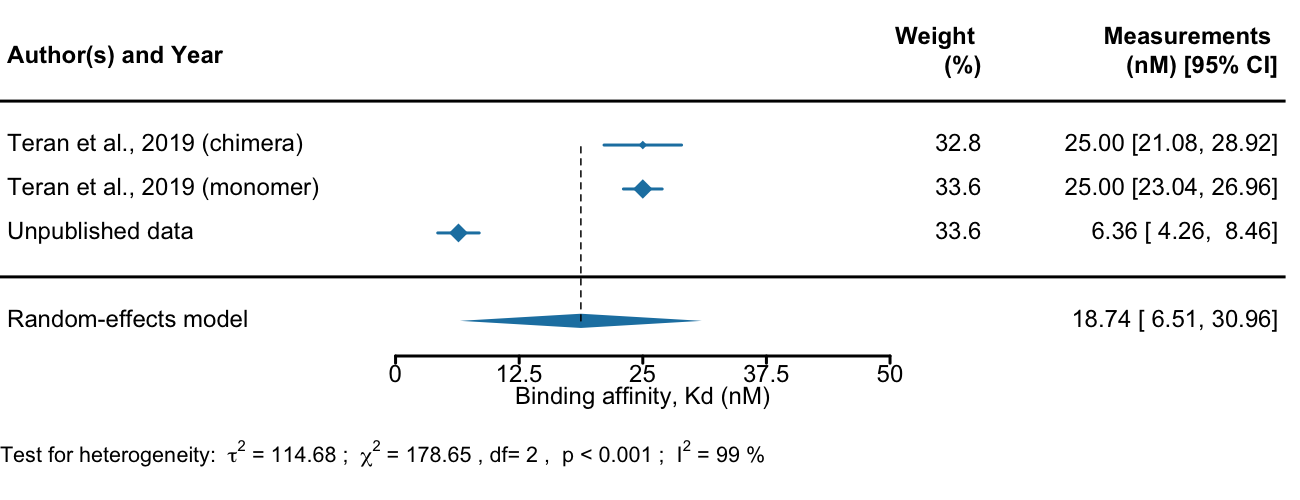 Author(s) and Year Weight (%) Measurements (nM) [95% CI]
Teran et al., 2019 (chimera) 32.8 25.00 [21.08, 28.92]
Teran et al., 2019 (monomer) 33.6 25.00 [23.04, 26.96]
Unpublished data 33.6 6.36 [ 4.26, 8.46]
Random-effects model 18.74 [ 6.51, 30.96]
0 12.5 25 37.5 50
Binding affinity, Kd (nM)
Test for heterogeneity: τ² = 114.68 ; χ² = 178.65 , df= 2 , p < 0.001 ; I² = 99 %